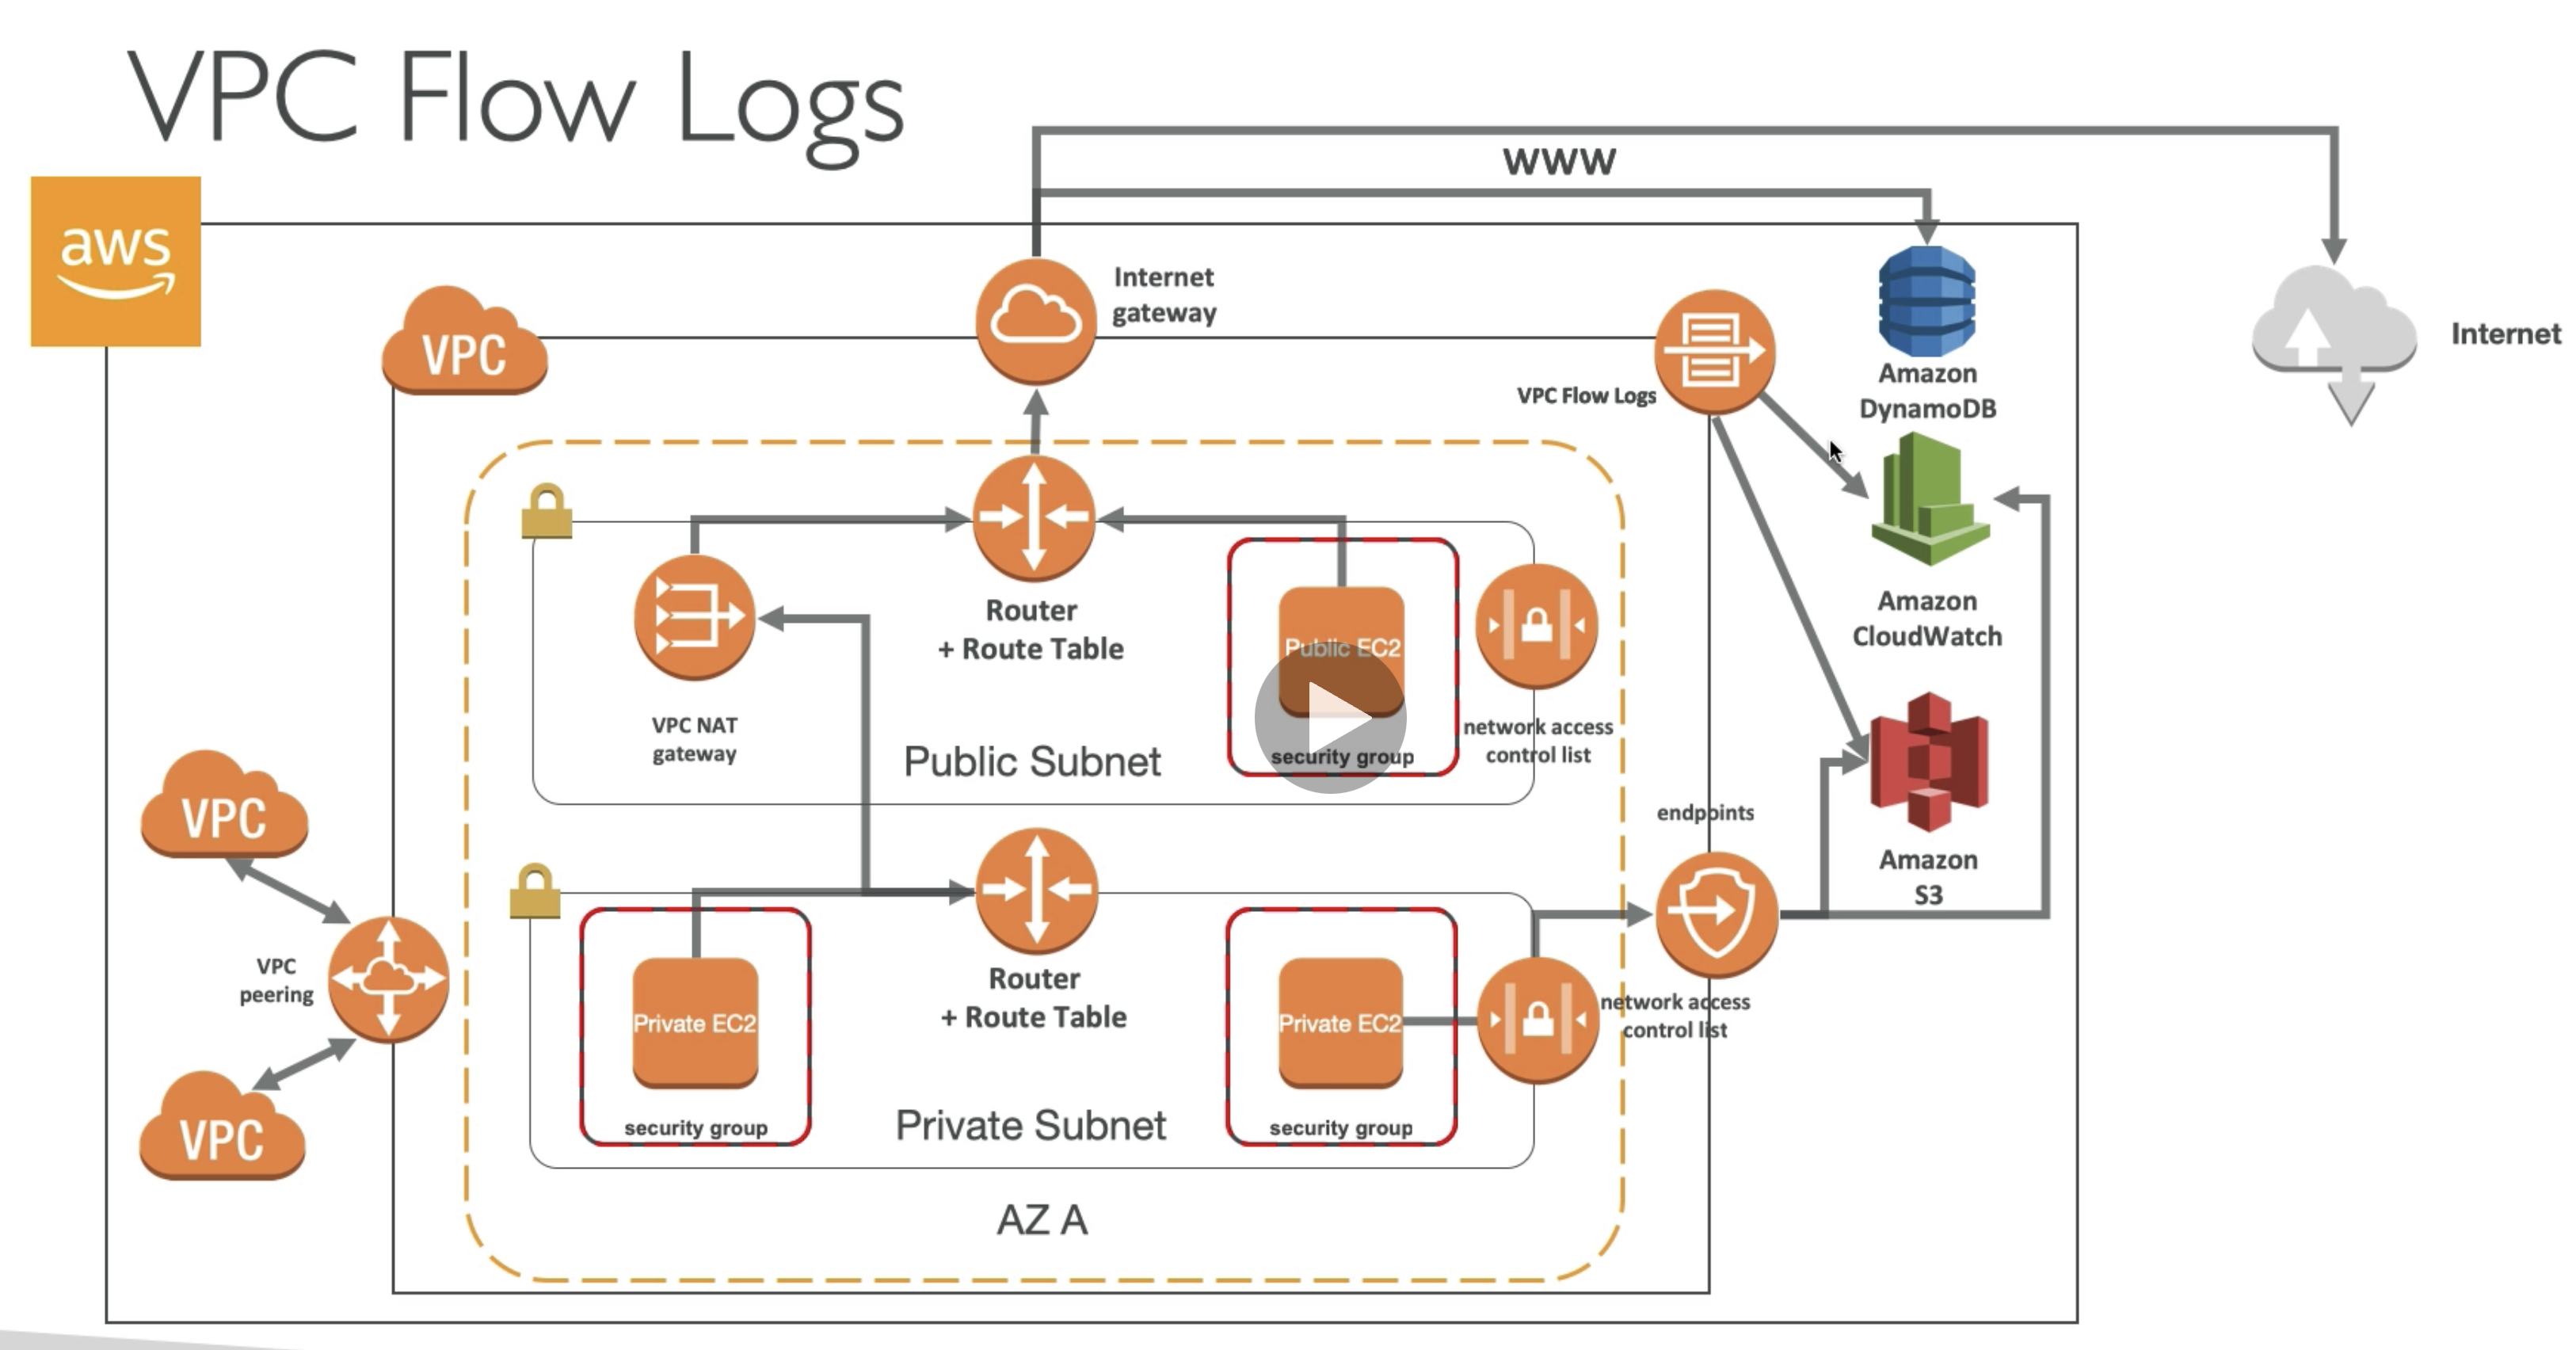 VPC Flow Logs
WWW
aws
Internet
gateway
VPC
VPC Flow Logs
Amazon
DynamoDB
Internet
Amazon
CloudWatch
Router
+ Route Table
Public EC2
VPC NAT
gateway
Public Subnet
security group
network access
control list
VPC
endpoints
Amazon
S3
VPC
peering
Router
+ Route Table
Private EC2
Private EC2
network access
control list
security group
Private Subnet
security group
VPC
AZ A